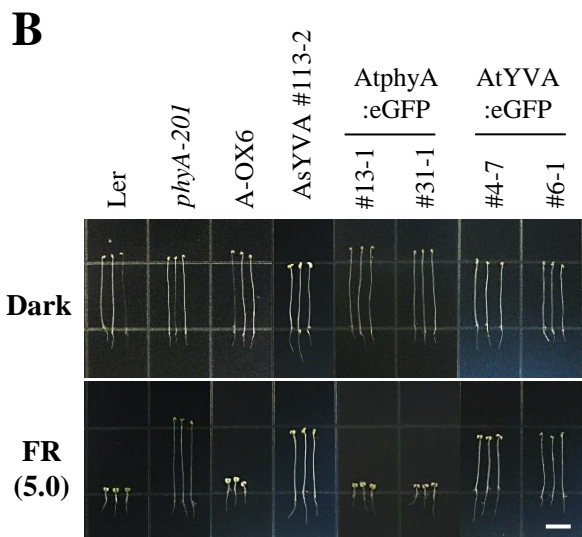 B
Ler
phyA-201
A-OX6
AsYVA #113-2
AtphyA
:eGFP
#13-1
#31-1
AtYVA
:eGFP
#4-7
#6-1
Dark
FR
(5.0)